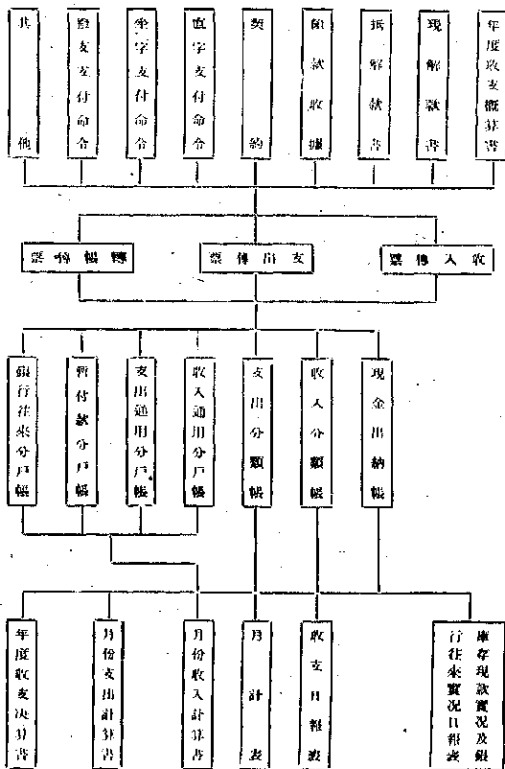 年度收支概算書
現解款書
抵解款書
領款收據
契約
直字支付命令
坐字支付命令
撥支支付命令
其他
收入傳票
支出傳票
轉帳傳票
現金出納帳
收入分類帳
支出分類帳
收入通用分戶帳
支出通用分戶帳
暫付款分戶帳
銀行往來分戶帳
庫存現款實況及銀
行往來實況日報表
收支月報表
月計表
月份收入計算書
月份支出計算書
年度收支決算書